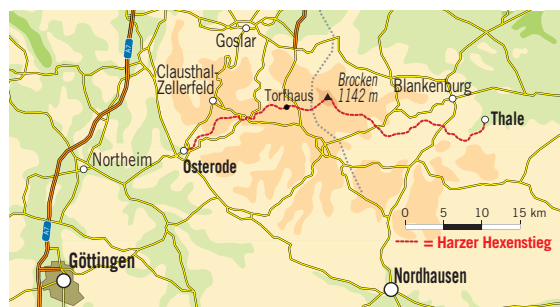 A7
Goslar
Clausthal-
Zellerfeld
Brocken
1142 m
Torfhaus
Blankenburg
Thale
Northeim
Osterode
0 5 10 15 km
= Harzer Hexenstieg
A7
Göttingen
Nordhausen